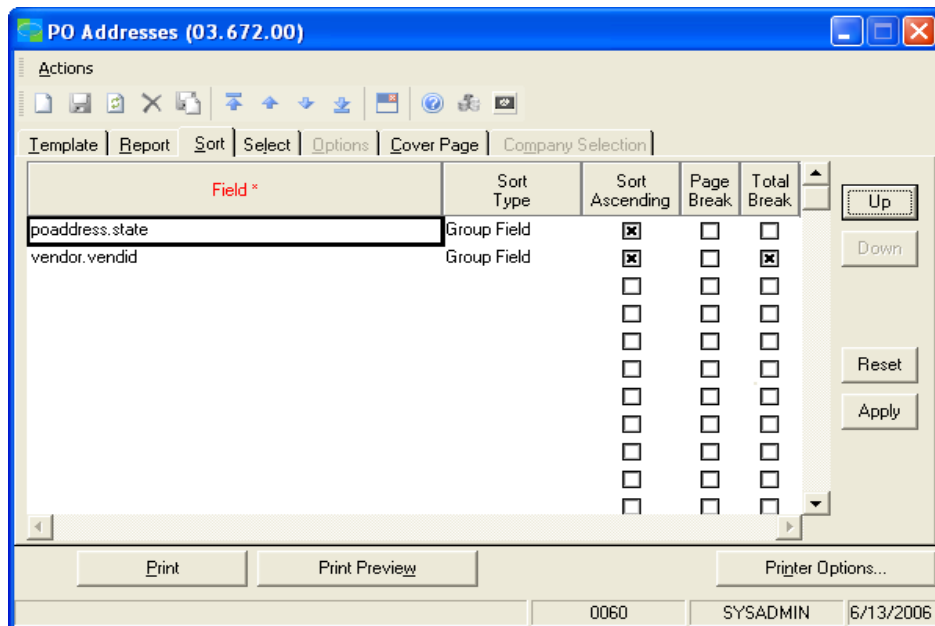 PO Addresses (03.672.00)
Actions
Template Report Sort Select Options Cover Page Company Selection
Field * Sort Type Sort Ascending Page Break Total Break
Up
poaddress.state Group Field
Down
vendor.vendid Group Field
Reset
Apply
Print Print Preview Printer Options...
0060 SYSADMIN 6/13/2006